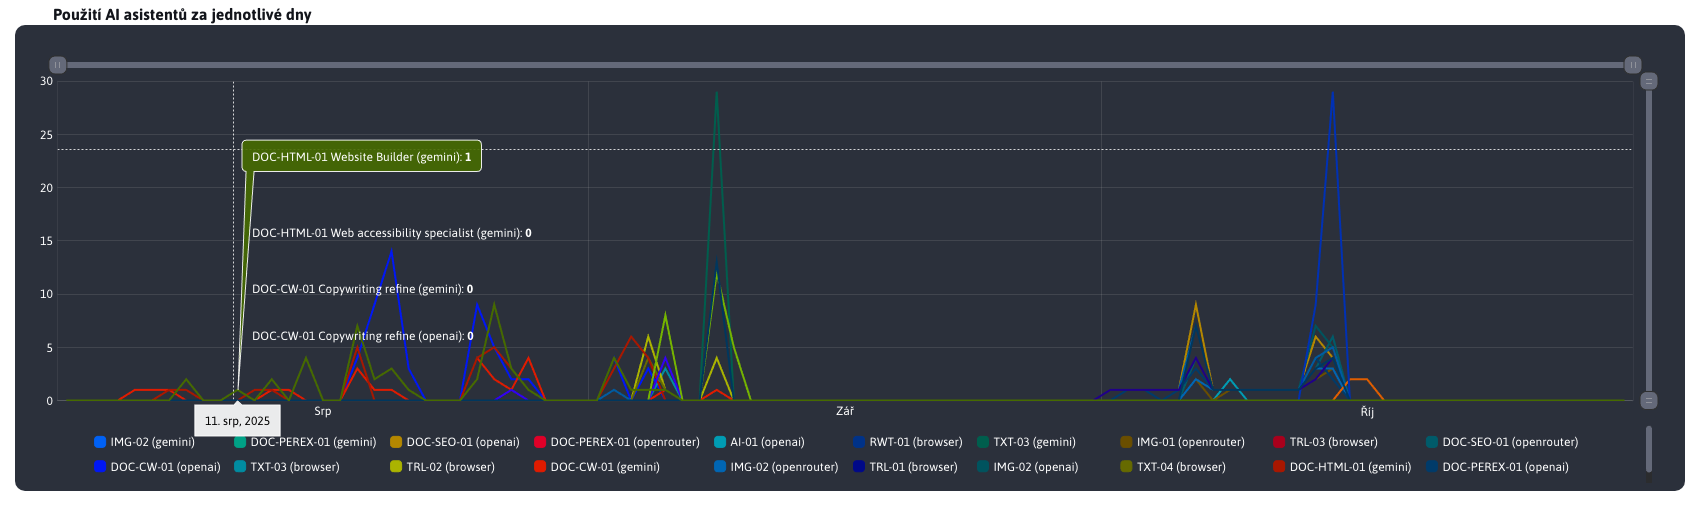 Použití AI asistentů za jednotlivé dny
30
25
DOC-HTML-01 Website Builder (gemini): 1
20
DOC-HTML-01 Web accessibility specialist (gemini): 0
15
DOC-CW-01 Copywriting refine (gemini): 0
10
DOC-CW-01 Copywriting refine (openai): 0
5
0
Srp Zář Říj
11. srp, 2025
IMG-02 (gemini) DOC-PEREX-01 (gemini) DOC-SEO-01 (openai) DOC-PEREX-01 (openrouter) AI-01 (openai) RWT-01 (browser) TXT-03 (gemini) IMG-01 (openrouter) TRL-03 (browser) DOC-SEO-01 (openrouter)
DOC-CW-01 (openai) TXT-03 (browser) TRL-02 (browser) DOC-CW-01 (gemini) IMG-02 (openrouter) TRL-01 (browser) IMG-02 (openai) TXT-04 (browser) DOC-HTML-01 (gemini) DOC-PEREX-01 (openai)